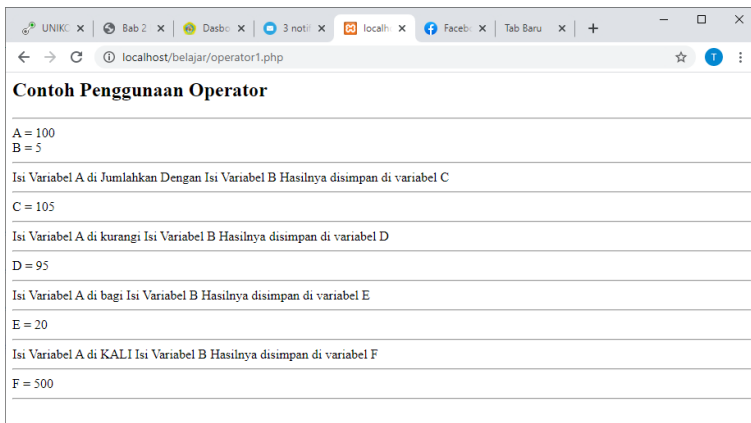 UNIKC
Bab 2
Dasbo
3 notif
localh
Faceb
Tab Baru
localhost/belajar/operator1.php
T
Contoh Penggunaan Operator
A = 100
B = 5
Isi Variabel A di Jumlahkan Dengan Isi Variabel B Hasilnya disimpan di variabel C
C = 105
Isi Variabel A di kurangi Isi Variabel B Hasilnya disimpan di variabel D
D = 95
Isi Variabel A di bagi Isi Variabel B Hasilnya disimpan di variabel E
E = 20
Isi Variabel A di KALI Isi Variabel B Hasilnya disimpan di variabel F
F = 500